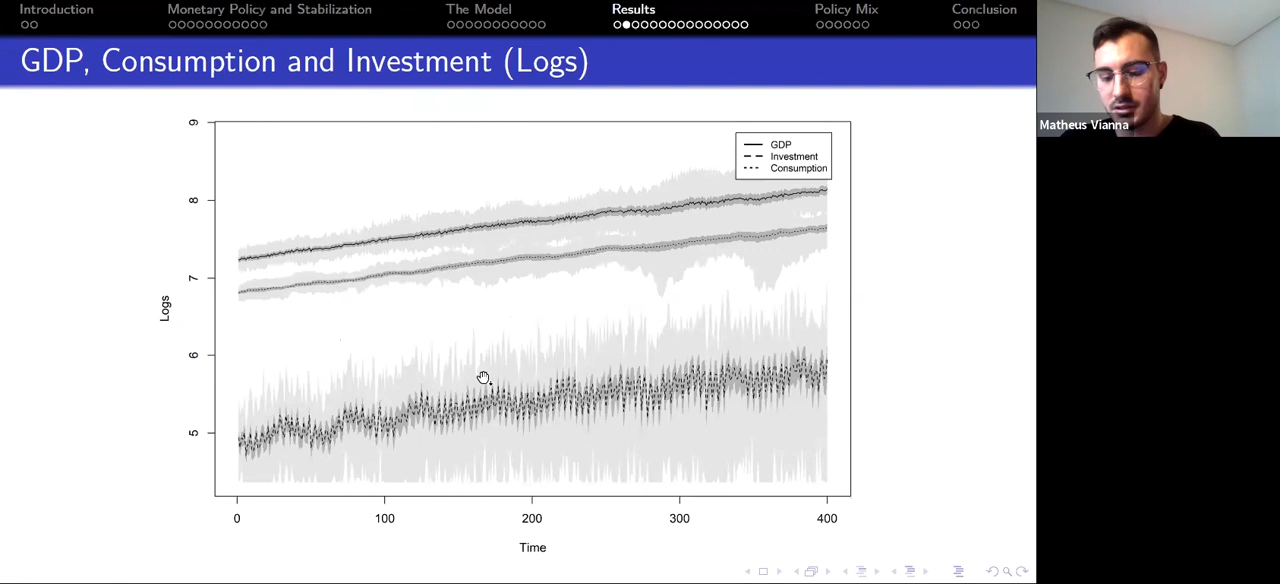 Introduction
Monetary Policy and Stabilization
The Model
Results
Policy Mix
Conclusion
GDP, Consumption and Investment (Logs)
Matheus Vianna
GDP
Investment
Consumption
9
8
7
6
5
Logs
0 100 200 300 400
Time